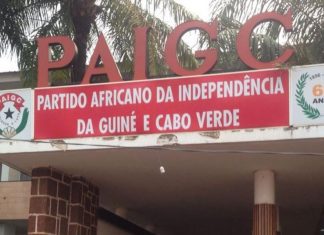 PAIGC
PAIGC
PARTIDO AFRICANO DA INDEPENDÊNCIA
DA GUINÉ E CABO VERDE